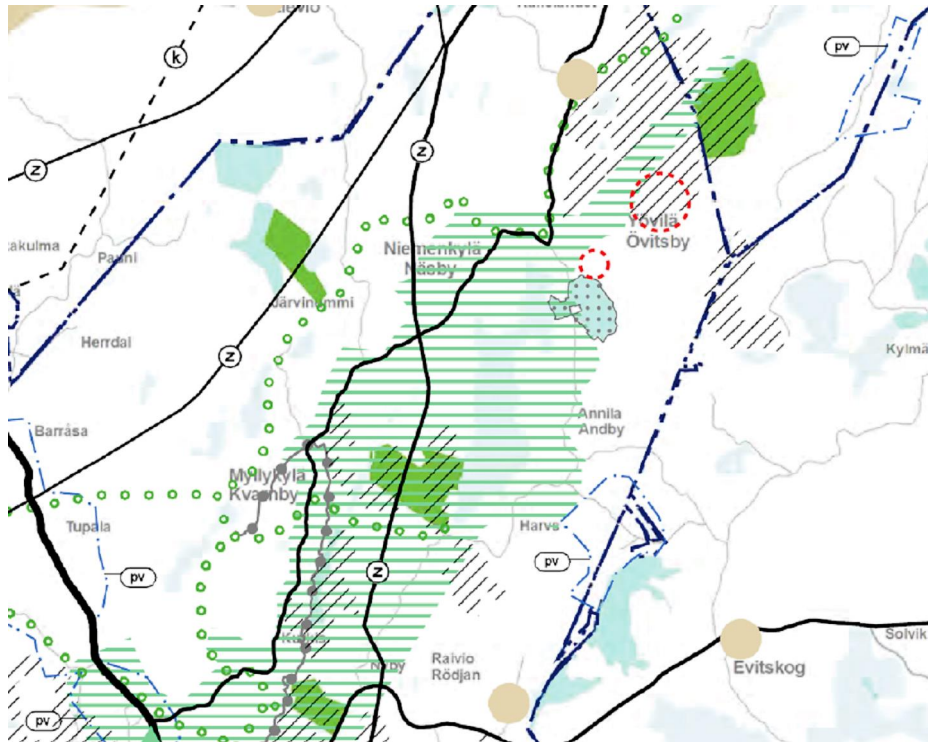 pv
k
z
z
akulma
Pauni
Yövilä
Övitsby
Niemenkylä
Näsby
Järvinummi
Herrdal
z
Kylmä
Barråsa
Annila
Andby
Myllykylä
Kvarnby
Tupala
Harvs
pv
pv
z
Solvik
Raivio
Rödjan
Evitskog
pv